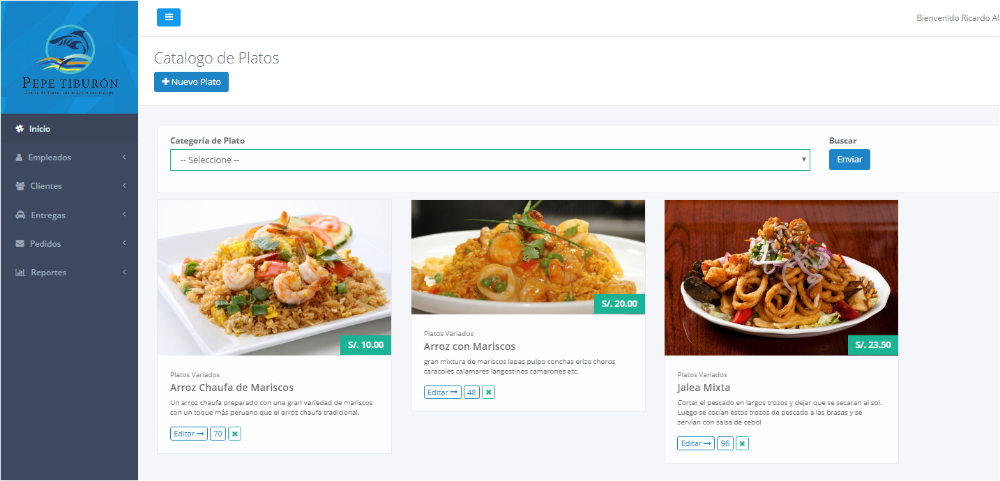 Bienvenido Ricardo Al
PEPE TIBURÓN
Catalogo de Platos
Nuevo Plato
Inicio
Empleados
Clientes
Entregas
Pedidos
Reportes
Categoría de Plato
-- Seleccione --
Buscar
Enviar
S/. 10.00
Platos Variados
Arroz Chaufa de Mariscos
Un arroz chaufa preparado con una gran variedad de mariscos
con un toque más peruano que el arroz chaufa tradicional.
Editar
70
S/. 20.00
Platos Variados
Arroz con Mariscos
gran mixtura de mariscos lapas pulpo conchas erizo choros
caracoles calamares langostinos camarones etc.
Editar
48
S/. 23.50
Platos Variados
Jalea Mixta
Cortar el pescado en largos trozos y dejar que se secaran al sol.
Luego se cocían estos trozos de pescado a las brasas y se
servían con salsa de cebol
Editar
96